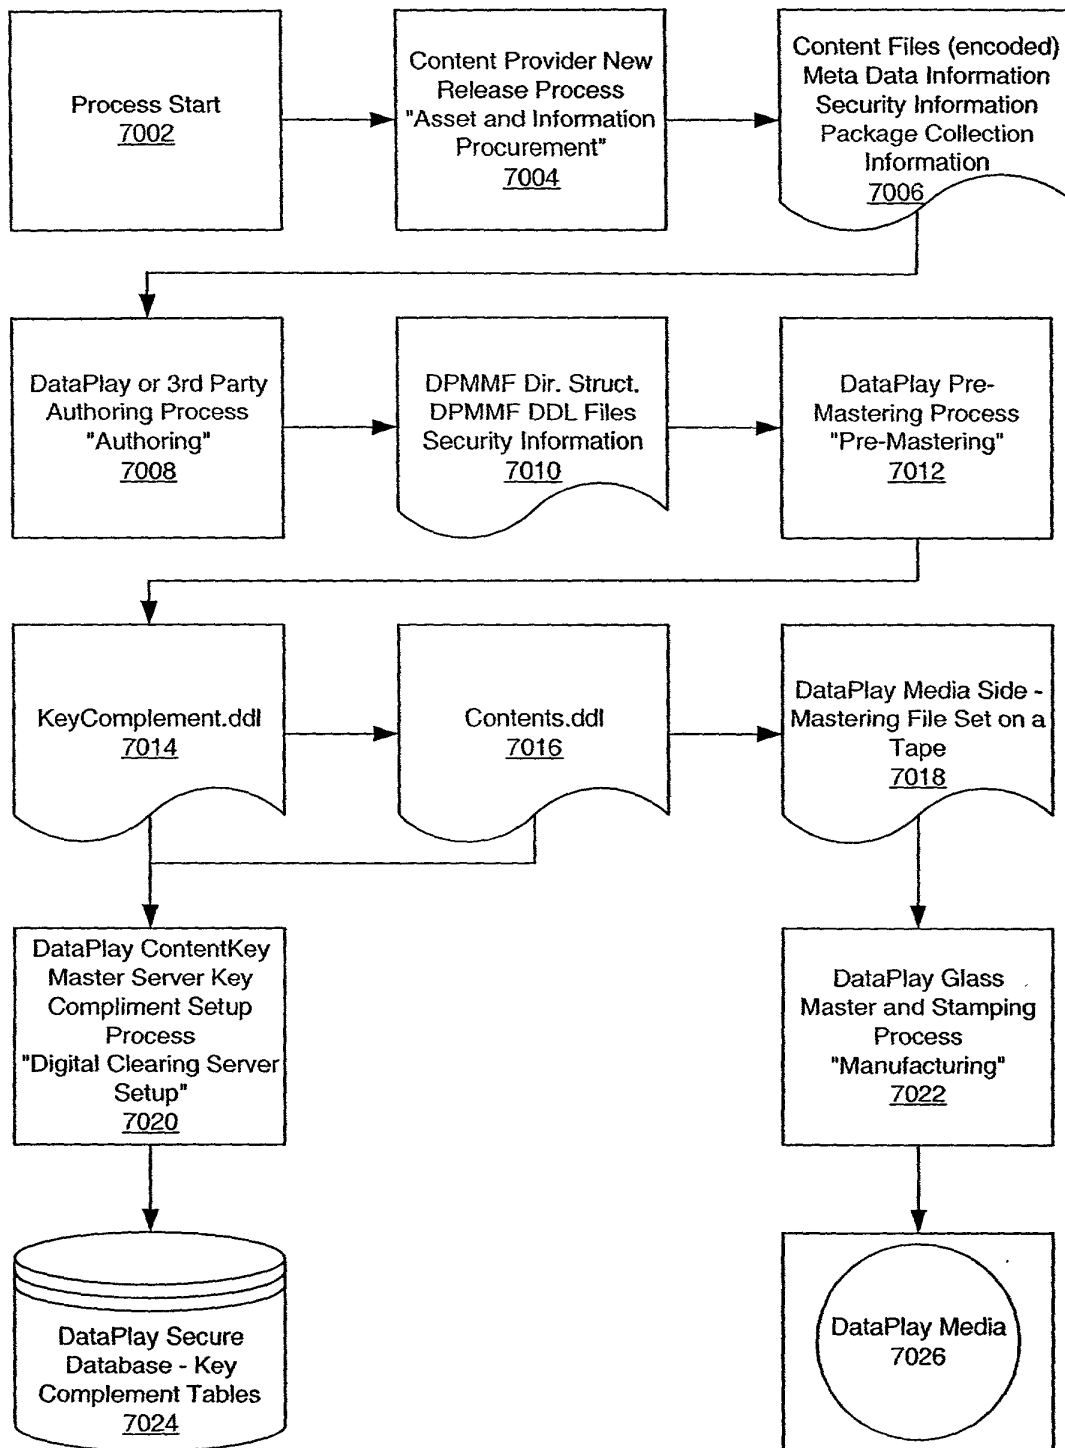 Process Start
7002
Content Provider New
Release Process
"Asset and Information
Procurement"
7004
Content Files (encoded)
Meta Data Information
Security Information
Package Collection
Information
7006
DataPlay or 3rd Party
Authoring Process
"Authoring"
7008
DPMMF Dir. Struct.
DPMMF DDL Files
Security Information
7010
DataPlay Pre-
Mastering Process
"Pre-Mastering"
7012
KeyComplement.ddl
7014
Contents.ddl
7016
DataPlay Media Side -
Mastering File Set on a
Tape
7018
DataPlay ContentKey
Master Server Key
Compliment Setup
Process
"Digital Clearing Server
Setup"
7020
DataPlay Glass
Master and Stamping
Process
"Manufacturing"
7022
DataPlay Secure
Database - Key
Complement Tables
7024
DataPlay Media
7026